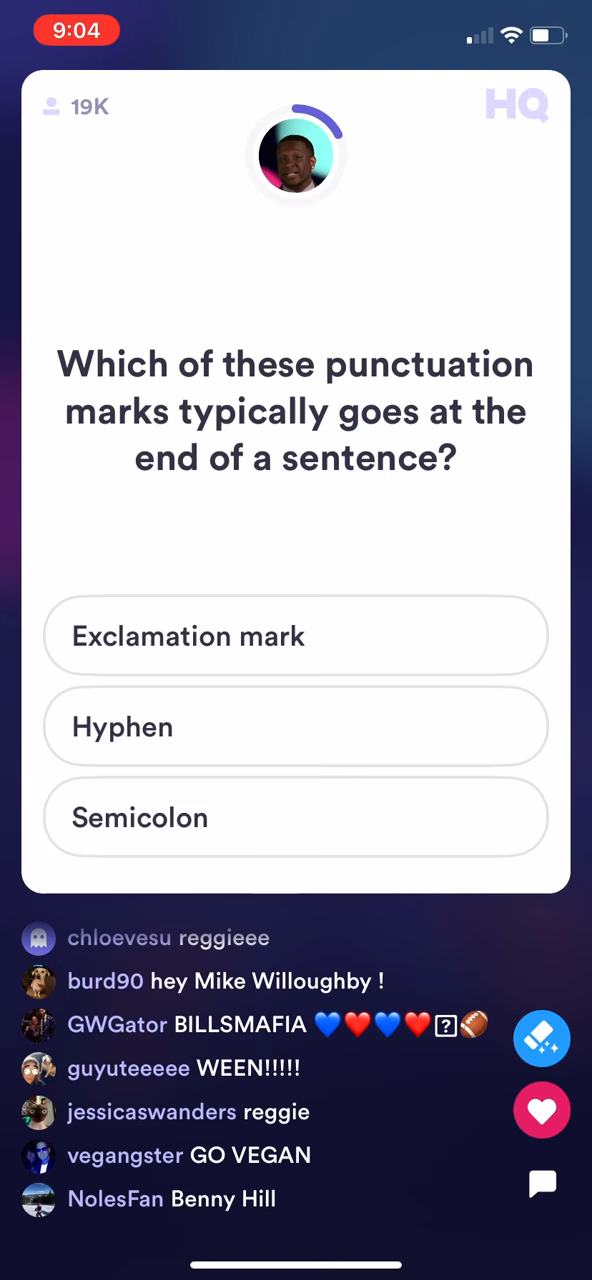 9:04
19K
HQ
Which of these punctuation
marks typically goes at the
end of a sentence?
Exclamation mark
Hyphen
Semicolon
chloevesu reggieee
burd90 hey Mike Willoughby !
GWGator BILLSMAFIA 💙❤️💙❤️🏈
guyuteeeee WEEN!!!!!
jessicaswanders reggie
vegangster GO VEGAN
NolesFan Benny Hill